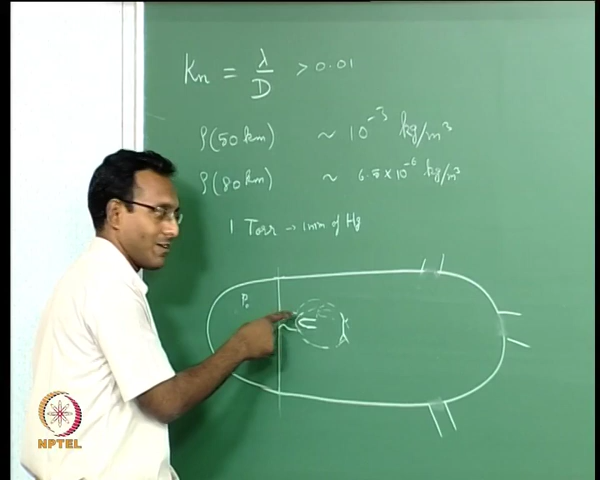 Kn = λ/D > 0.01
ρ(50 km) ~ 10⁻³ kg/m³
ρ(80 km) ~ 6.5×10⁻⁶ kg/m³
1 Torr → 1mm of Hg
P₀
NPTEL